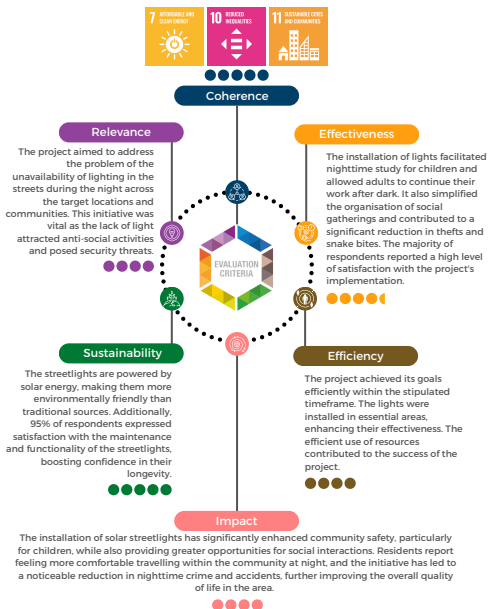 7 AFFORDABLE AND CLEAN ENERGY
10 REDUCED INEQUALITIES
11 SUSTAINABLE CITIES AND COMMUNITIES
Coherence
Relevance
The project aimed to address
the problem of the
unavailability of lighting in the
streets during the night across
the target locations and
communities. This initiative was
vital as the lack of light
attracted anti-social activities
and posed security threats.
Effectiveness
The installation of lights facilitated
nighttime study for children and
allowed adults to continue their
work after dark. It also simplified
the organisation of social
gatherings and contributed to a
significant reduction in thefts and
snake bites. The majority of
respondents reported a high level
of satisfaction with the project's
implementation.
EVALUATION
CRITERIA
Sustainability
The streetlights are powered by
solar energy, making them more
environmentally friendly than
traditional sources. Additionally,
95% of respondents expressed
satisfaction with the maintenance
and functionality of the streetlights,
boosting confidence in their
longevity.
Efficiency
The project achieved its goals
efficiently within the stipulated
timeframe. The lights were
installed in essential areas,
enhancing their effectiveness. The
efficient use of resources
contributed to the success of the
project.
Impact
The installation of solar streetlights has significantly enhanced community safety, particularly
for children, while also providing greater opportunities for social interactions. Residents report
feeling more comfortable travelling within the community at night, and the initiative has led to
a noticeable reduction in nighttime crime and accidents, further improving the overall quality
of life in the area.